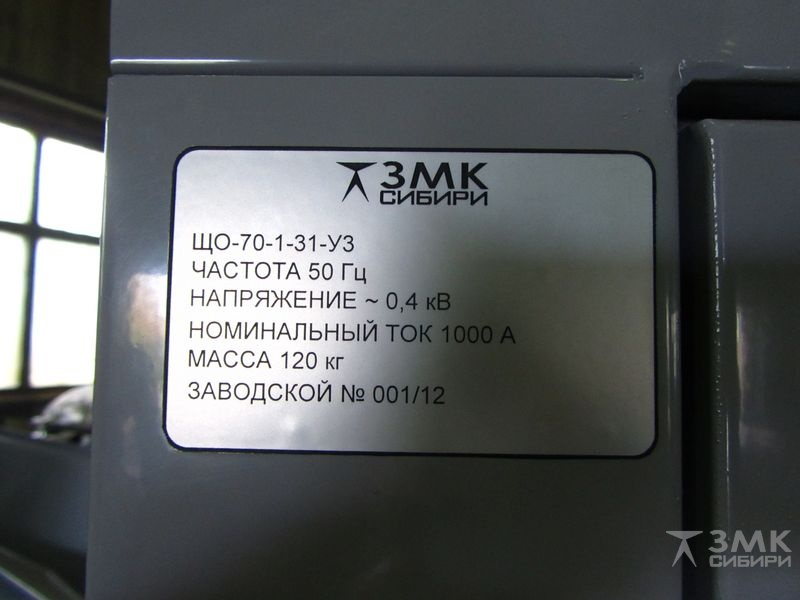 ЗМК
СИБИРИ
ЩО-70-1-31-У3
ЧАСТОТА 50 Гц
НАПРЯЖЕНИЕ ~ 0,4 кВ
НОМИНАЛЬНЫЙ ТОК 1000 А
МАССА 120 кг
ЗАВОДСКОЙ № 001/12
ЗМК
СИБИРИ